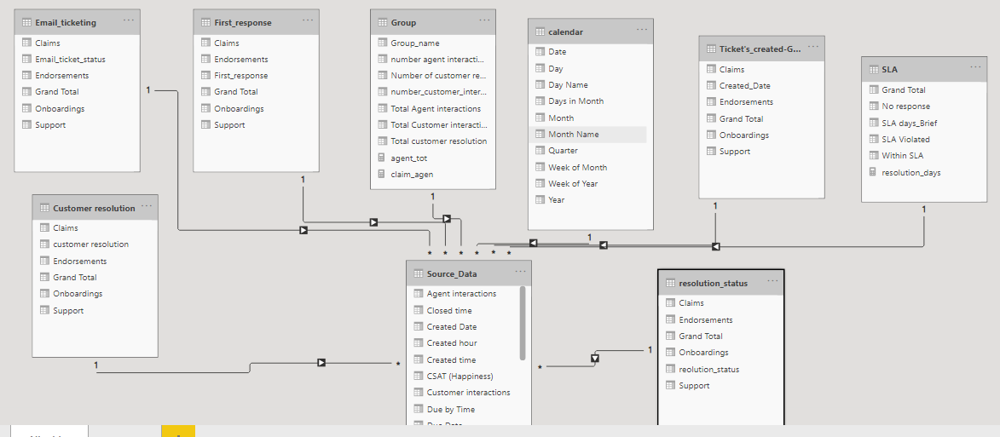 Email_ticketing
Claims
Email_ticket_status
Endorsements
Grand Total
Onboardings
Support
First_response
Claims
Endorsements
First_response
Grand Total
Onboardings
Support
Group
Group_name
number agent interacti...
Number of customer re...
number_customer_inter...
Total Agent interactions
Total Customer interacti...
Total customer resolution
agent_tot
claim_agen
calendar
Date
Day
Day Name
Days in Month
Month
Month Name
Quarter
Week of Month
Week of Year
Year
Ticket's_created-G...
Claims
Created_Date
Endorsements
Grand Total
Onboardings
Support
SLA
Grand Total
No response
SLA days_Brief
SLA Violated
Within SLA
resolution_days
1
1
1
1
1
1
Customer resolution
Claims
customer resolution
Endorsements
Grand Total
Onboardings
Support
1
* * * * * *
Source_Data
Agent interactions
Closed time
Created Date
Created hour
Created time
CSAT (Happiness)
Customer interactions
Due by Time
*
*
1
resolution_status
Claims
Endorsements
Grand Total
Onboardings
reolution_status
Support